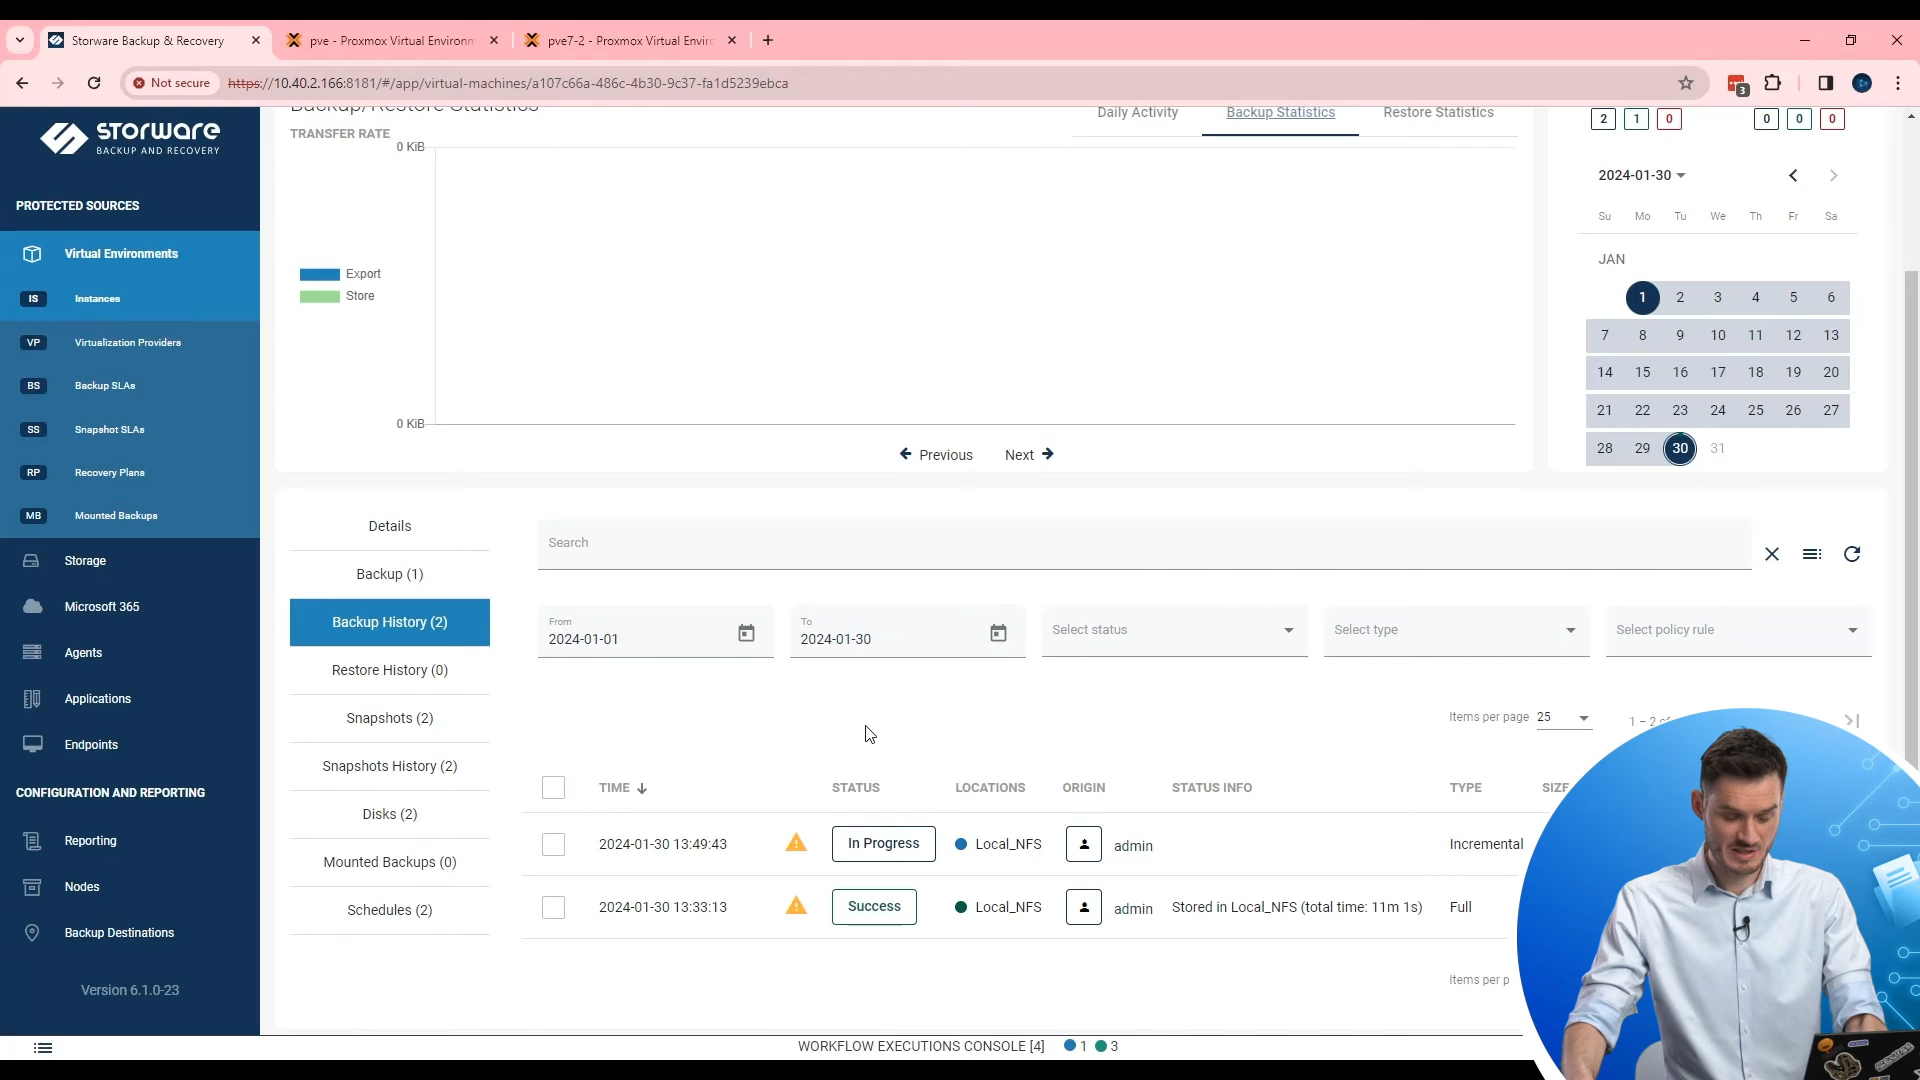 Storware Backup & Recovery
pve - Proxmox Virtual Environm
pve7-2 - Proxmox Virtual Enviro
Not secure
https://10.40.2.166:8181/#/app/virtual-machines/a107c66a-486c-4b30-9c37-fa1d5239ebca
3
STORWARE
BACKUP AND RECOVERY
PROTECTED SOURCES
Virtual Environments
IS Instances
VP Virtualization Providers
BS Backup SLAs
SS Snapshot SLAs
RP Recovery Plans
MB Mounted Backups
Storage
Microsoft 365
Agents
Applications
Endpoints
CONFIGURATION AND REPORTING
Reporting
Nodes
Backup Destinations
Version 6.1.0-23
Backup/Restore Statistics
Daily Activity Backup Statistics Restore Statistics
TRANSFER RATE
0 KiB
Export
Store
0 KiB
Previous Next
2 1 0 0 0 0
2024-01-30
Su Mo Tu We Th Fr Sa
JAN
1 2 3 4 5 6
7 8 9 10 11 12 13
14 15 16 17 18 19 20
21 22 23 24 25 26 27
28 29 30 31
Details
Backup (1)
Backup History (2)
Restore History (0)
Snapshots (2)
Snapshots History (2)
Disks (2)
Mounted Backups (0)
Schedules (2)
Search
From
2024-01-01
To
2024-01-30
Select status
Select type
Select policy rule
Items per page 25 1 – 2 of
TIME STATUS LOCATIONS ORIGIN STATUS INFO TYPE SIZE
2024-01-30 13:49:43 In Progress Local_NFS admin Incremental
2024-01-30 13:33:13 Success Local_NFS admin Stored in Local_NFS (total time: 11m 1s) Full
Items per p
WORKFLOW EXECUTIONS CONSOLE [4] 1 3